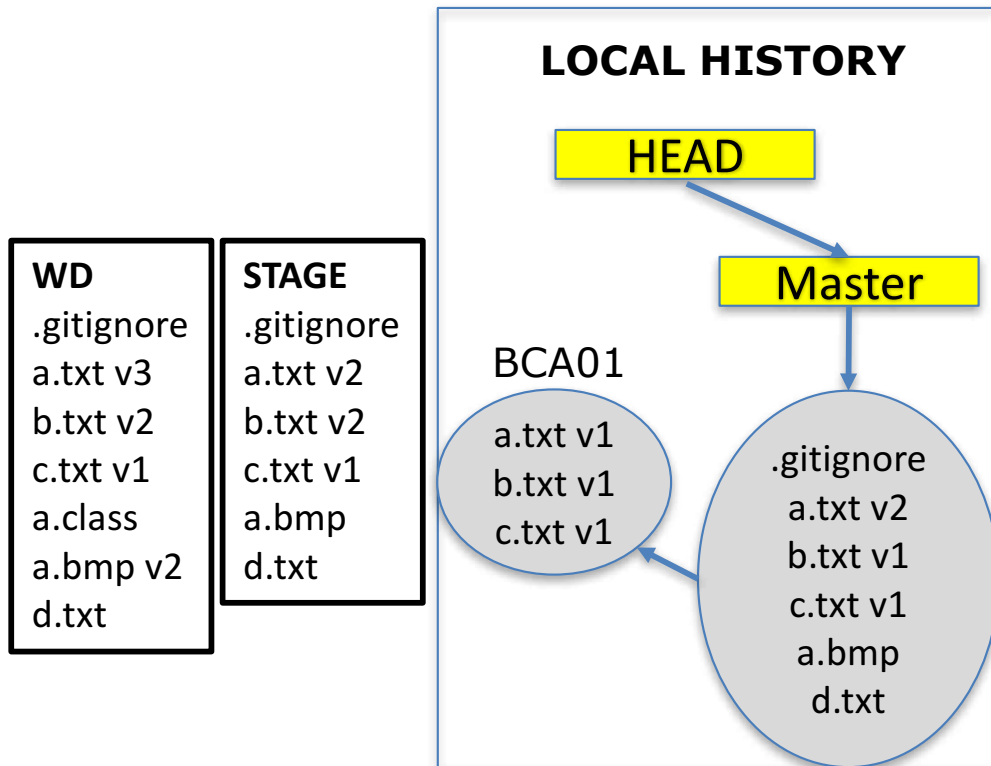 LOCAL HISTORY
HEAD
Master
WD
.gitignore
a.txt v3
b.txt v2
c.txt v1
a.class
a.bmp v2
d.txt
STAGE
.gitignore
a.txt v2
b.txt v2
c.txt v1
a.bmp
d.txt
BCA01
a.txt v1
b.txt v1
c.txt v1
.gitignore
a.txt v2
b.txt v1
c.txt v1
a.bmp
d.txt